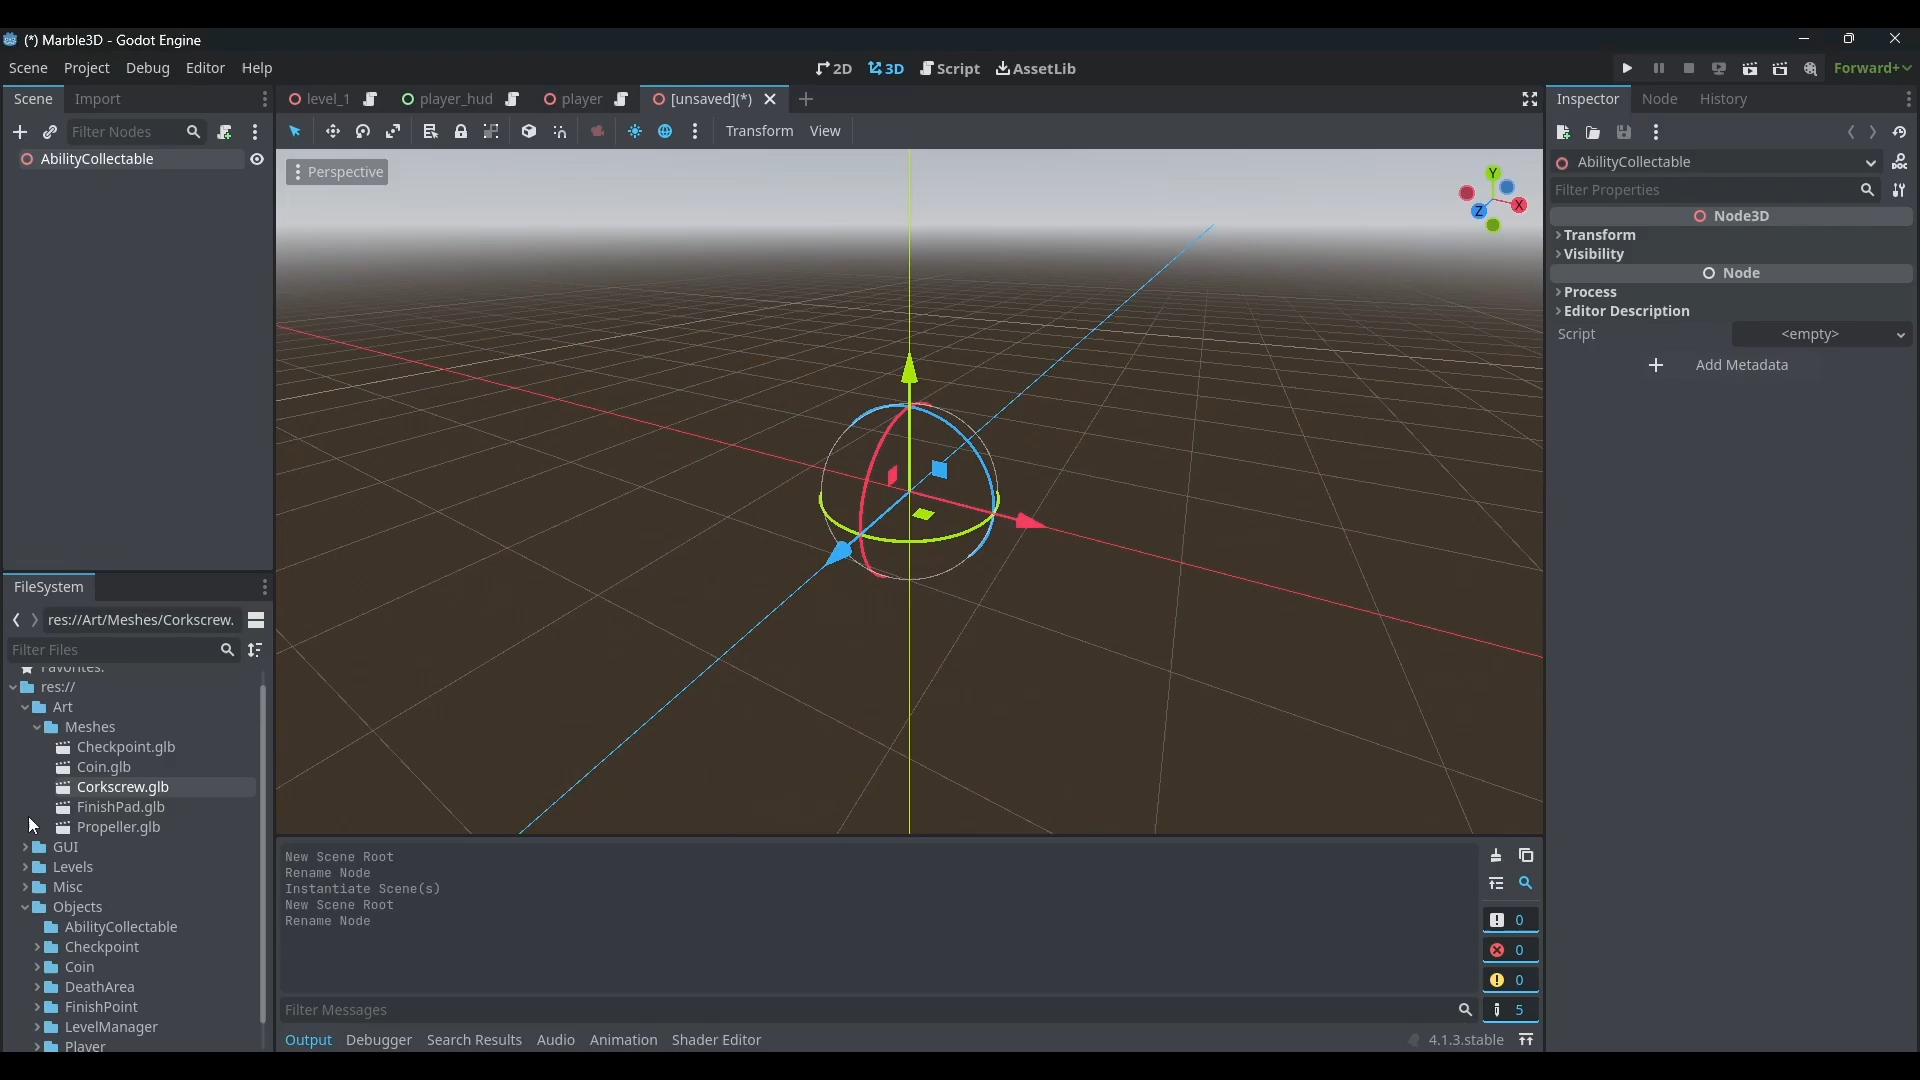 (*) Marble3D - Godot Engine
Scene Project Debug Editor Help
2D 3D Script AssetLib
Forward+
Scene Import
level_1 player_hud player [unsaved](*)
Inspector Node History
Filter Nodes
Transform View
AbilityCollectable
Perspective
Y
X
Z
AbilityCollectable
DOC
Filter Properties
Node3D
Transform
Visibility
Node
Process
Editor Description
Script <empty>
Add Metadata
FileSystem
res://Art/Meshes/Corkscrew.
Filter Files
Favorites:
res://
Art
Meshes
Checkpoint.glb
Coin.glb
Corkscrew.glb
FinishPad.glb
Propeller.glb
GUI
Levels
Misc
Objects
AbilityCollectable
Checkpoint
Coin
DeathArea
FinishPoint
LevelManager
Player
New Scene Root
Rename Node
Instantiate Scene(s)
New Scene Root
Rename Node
0
0
0
5
Filter Messages
Output Debugger Search Results Audio Animation Shader Editor
4.1.3.stable